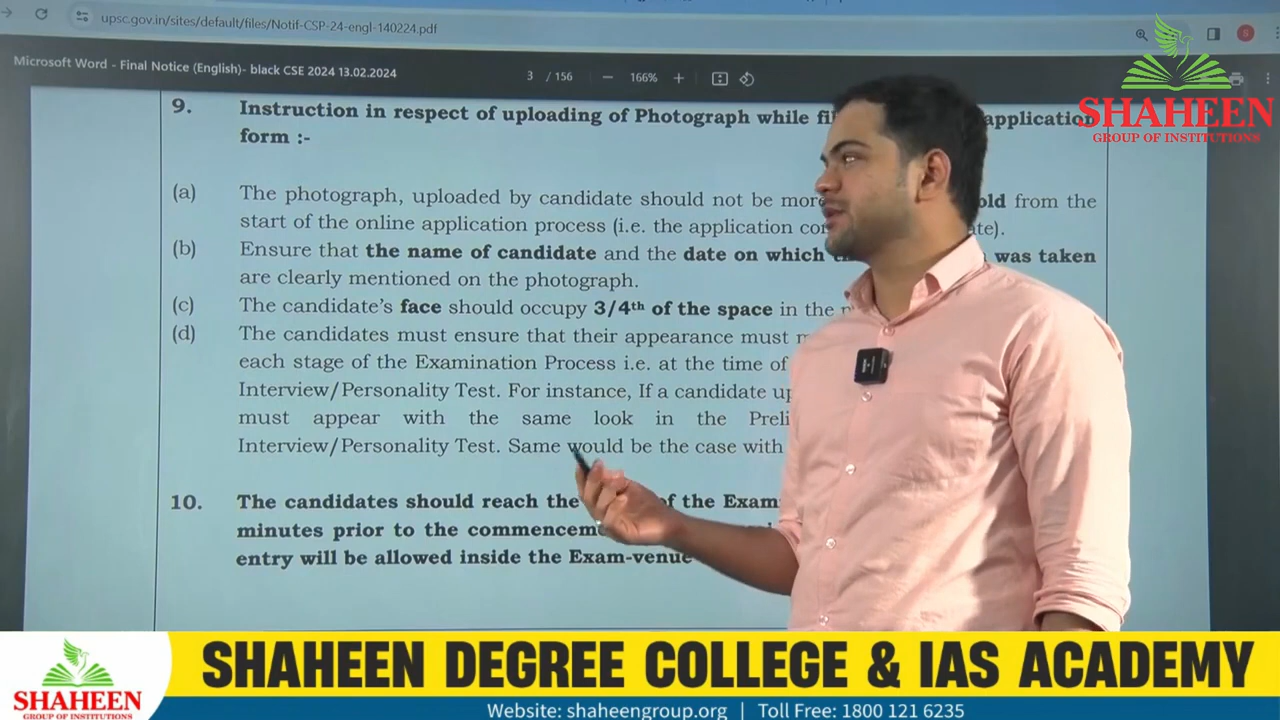 upsc.gov.in/sites/default/files/Notif-CSP-24-engl-140224.pdf
Microsoft Word - Final Notice (English)- black CSE 2024 13.02.2024
3 / 156 — 166% +
SHAHEEN
GROUP OF INSTITUTIONS
9. Instruction in respect of uploading of Photograph while application
form :-
(a) The photograph, uploaded by candidate should not be more old from the
start of the online application process (i.e. the application
(b) Ensure that the name of candidate and the date on which was taken
are clearly mentioned on the photograph.
(c) The candidate's face should occupy 3/4th of the space in the
(d) The candidates must ensure that their appearance must
each stage of the Examination Process i.e. at the time of
Interview/Personality Test. For instance, If a candidate
must appear with the same look in the
Interview/Personality Test. Same would be the case with
10. The candidates should reach the of the
minutes prior to the
entry will be allowed inside the Exam-venue
SHAHEEN
GROUP OF INSTITUTIONS
SHAHEEN DEGREE COLLEGE & IAS ACADEMY
Website: shaheengroup.org | Toll Free: 1800 121 6235